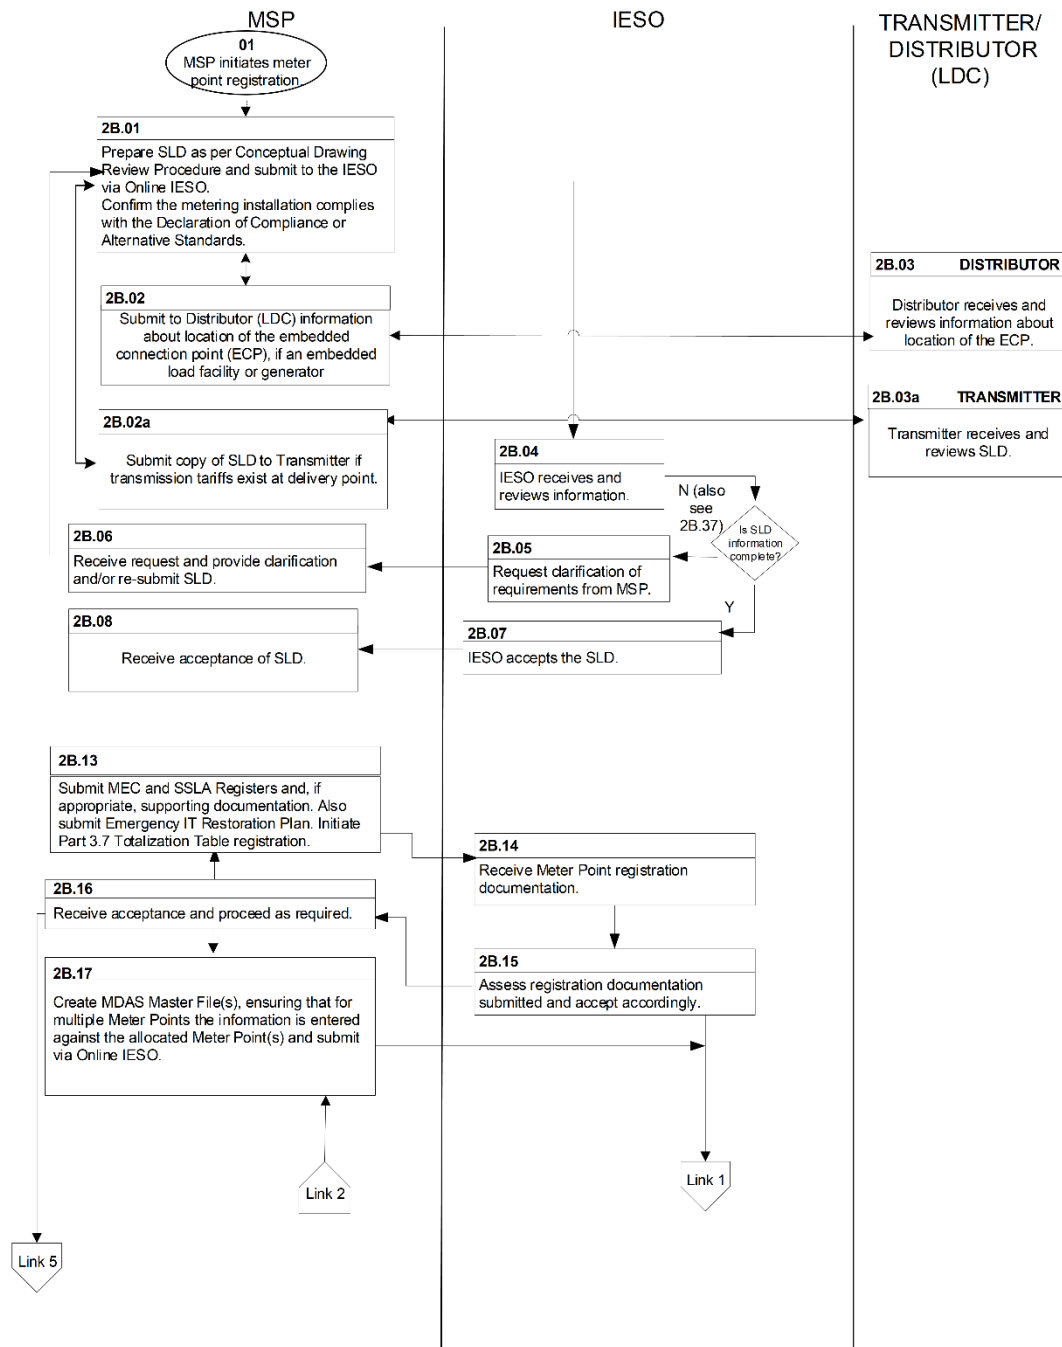 MSP
IESO
TRANSMITTER/
DISTRIBUTOR
(LDC)
01
MSP initiates meter
point registration.
2B.01
Prepare SLD as per Conceptual Drawing
Review Procedure and submit to the IESO
via Online IESO.
Confirm the metering installation complies
with the Declaration of Compliance or
Alternative Standards.
2B.02
Submit to Distributor (LDC) information
about location of the embedded
connection point (ECP), if an embedded
load facility or generator
2B.03 DISTRIBUTOR
Distributor receives and
reviews information about
location of the ECP.
2B.02a
Submit copy of SLD to Transmitter if
transmission tariffs exist at delivery point.
2B.03a TRANSMITTER
Transmitter receives and
reviews SLD.
2B.04
IESO receives and
reviews information.
N (also
see
2B.37)
Is SLD
information
complete?
2B.06
Receive request and provide clarification
and/or re-submit SLD.
2B.05
Request clarification of
requirements from MSP.
Y
2B.08
Receive acceptance of SLD.
2B.07
IESO accepts the SLD.
2B.13
Submit MEC and SSLA Registers and, if
appropriate, supporting documentation. Also
submit Emergency IT Restoration Plan. Initiate
Part 3.7 Totalization Table registration.
2B.14
Receive Meter Point registration
documentation.
2B.16
Receive acceptance and proceed as required.
2B.15
Assess registration documentation
submitted and accept accordingly.
2B.17
Create MDAS Master File(s), ensuring that for
multiple Meter Points the information is entered
against the allocated Meter Point(s) and submit
via Online IESO.
Link 2
Link 1
Link 5